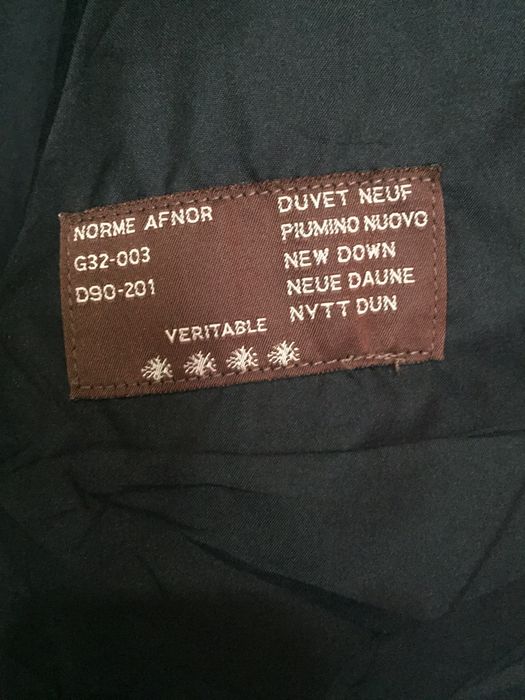 NORME AFNOR
G32-003
D90-201
DUVET NEUF
PIUMINO NUOVO
NEW DOWN
NEUE DAUNE
NYTT DUN
VERITABLE